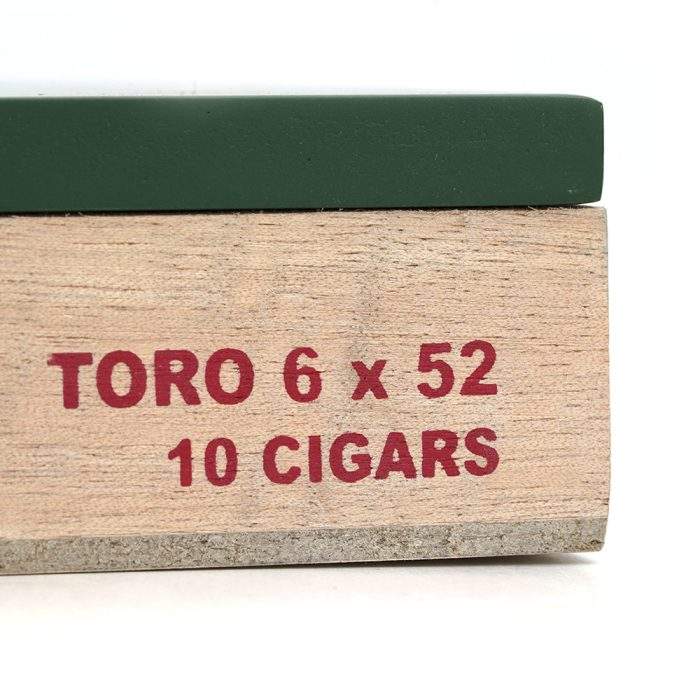 TORO 6 x 52
10 CIGARS